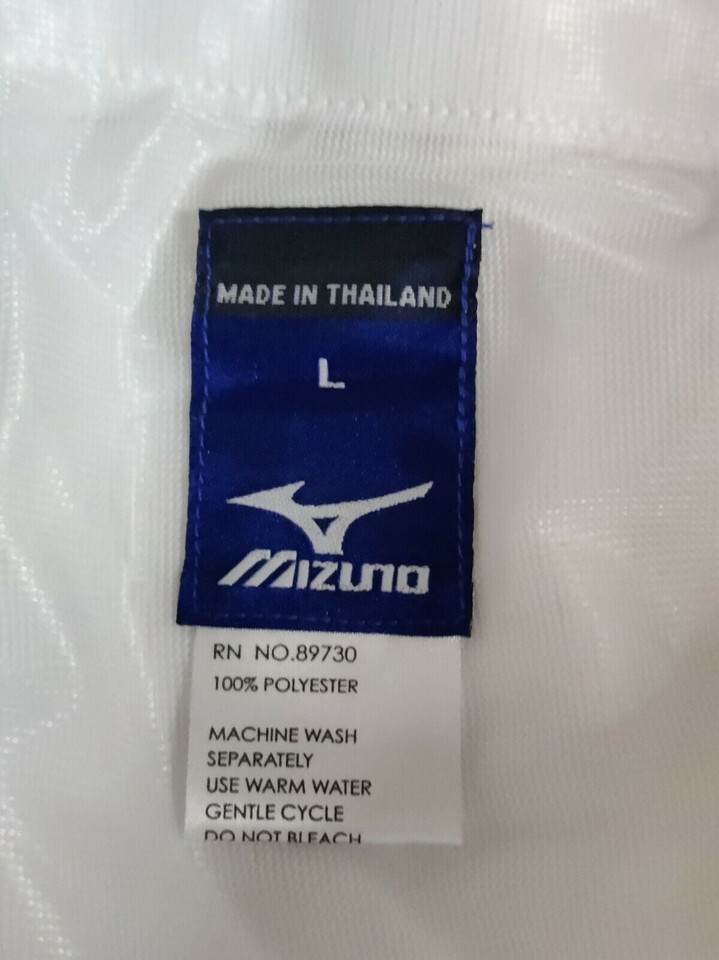 MADE IN THAILAND
L
MIZUNO
RN NO.89730
100% POLYESTER
MACHINE WASH
SEPARATELY
USE WARM WATER
GENTLE CYCLE
DO NOT BLEACH